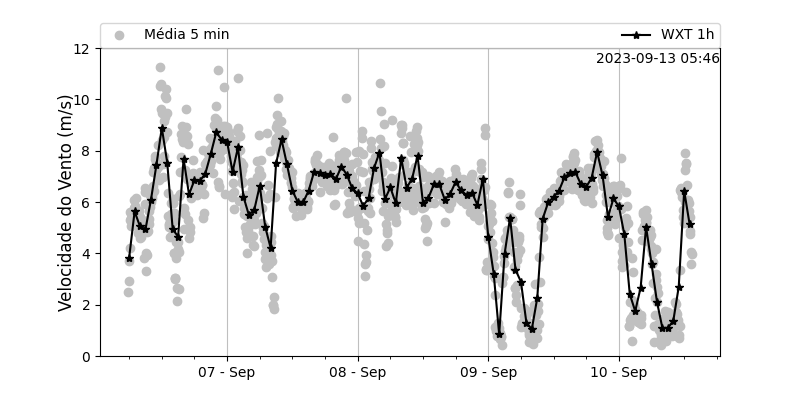 Média 5 min
WXT 1h
2023-09-13 05:46
Velocidade do Vento (m/s)
12
10
8
6
4
2
0
07 - Sep
08 - Sep
09 - Sep
10 - Sep